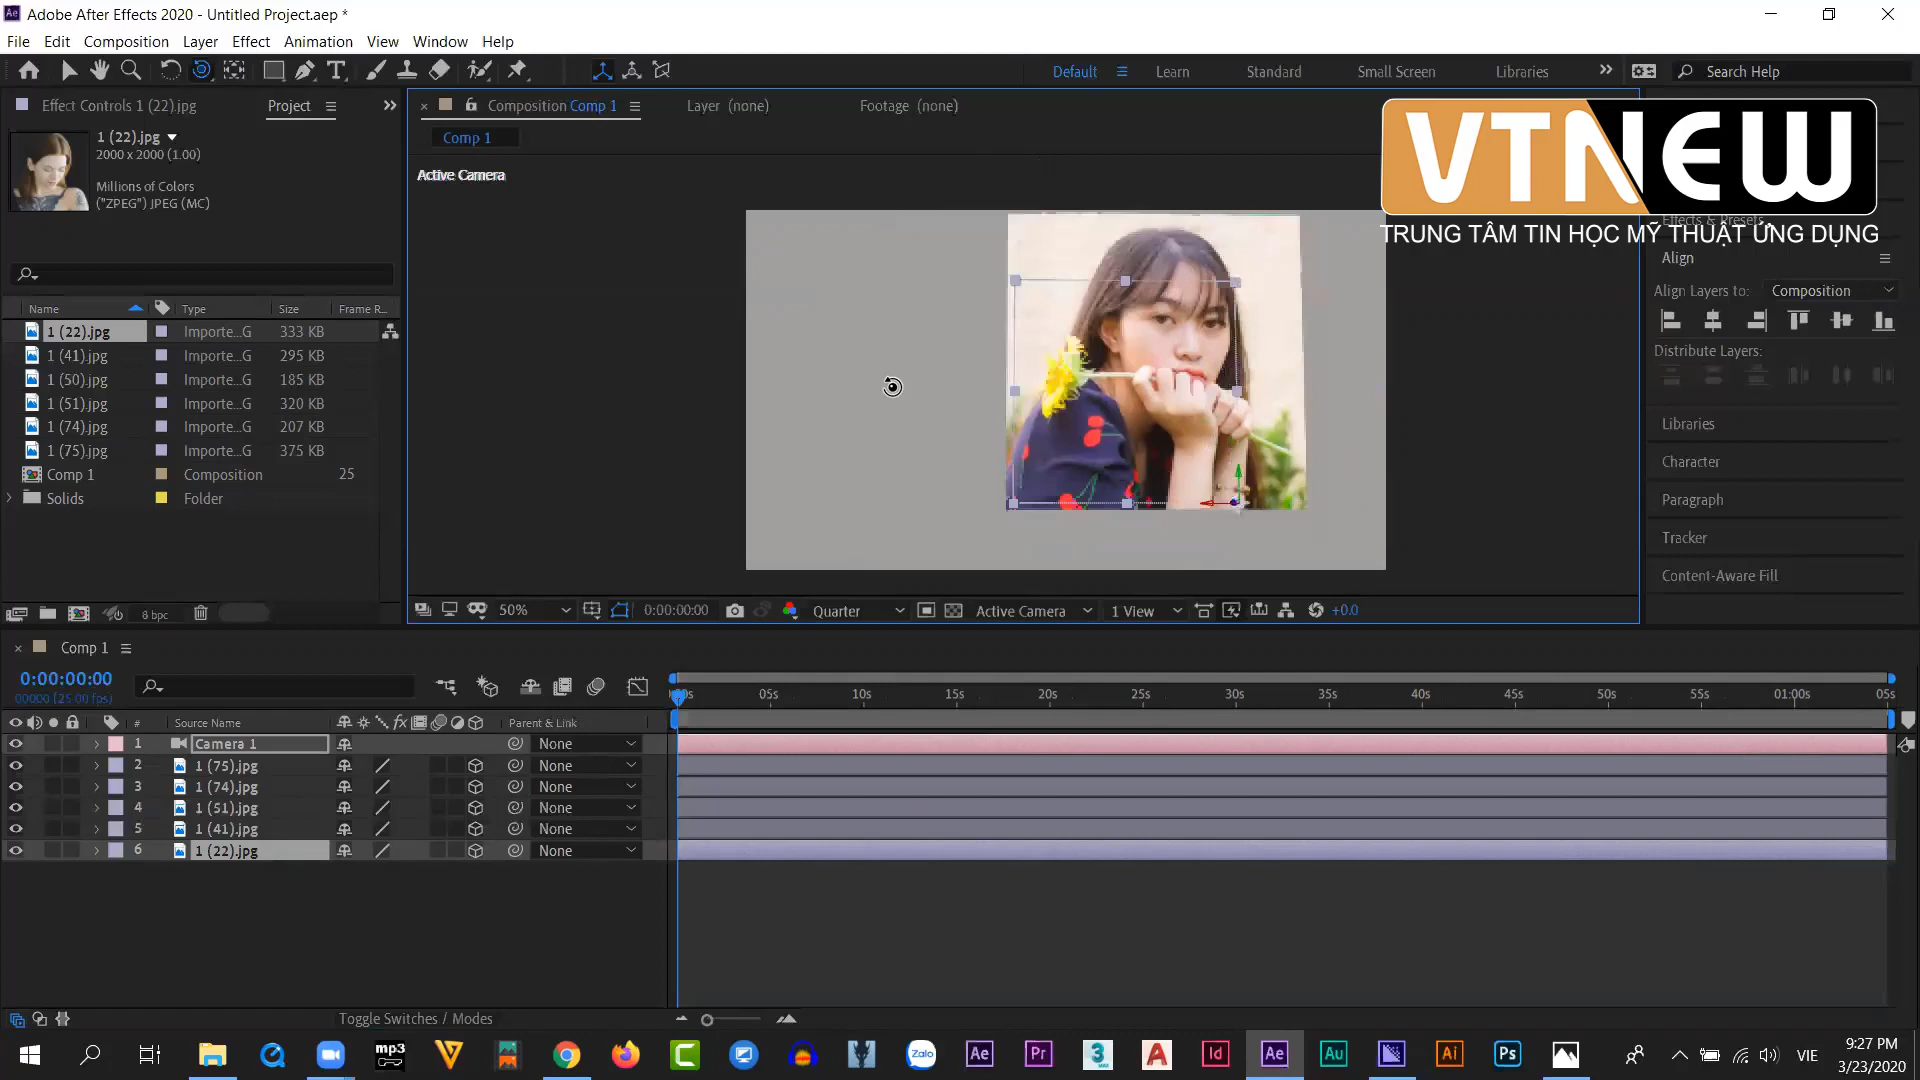 Adobe After Effects 2020 - Untitled Project.aep *
File Edit Composition Layer Effect Animation View Window Help
Default Learn Standard Small Screen Libraries Search Help
Effect Controls 1 (22).jpg Project
Composition Comp 1 Layer (none) Footage (none)
1 (22).jpg
2000 x 2000 (1.00)
Millions of Colors
("ZPEG") JPEG (MC)
Comp 1
Active Camera
VTNEW
TRUNG TÂM TIN HỌC MỸ THUẬT ỨNG DỤNG
Effects & Presets
Align
Align Layers to: Composition
Distribute Layers:
Libraries
Character
Paragraph
Tracker
Content-Aware Fill
Name Type Size Frame R...
1 (22).jpg Importe...G 333 KB
1 (41).jpg Importe...G 295 KB
1 (50).jpg Importe...G 185 KB
1 (51).jpg Importe...G 320 KB
1 (74).jpg Importe...G 207 KB
1 (75).jpg Importe...G 375 KB
Comp 1 Composition 25
Solids Folder
8 bpc
50% 0:00:00:00 Quarter Active Camera 1 View +0.0
Comp 1
0:00:00:00
00000 (25.00 fps)
05s 10s 15s 20s 25s 30s 35s 40s 45s 50s 55s 01:00s 05s
# Source Name fx Parent & Link
1 Camera 1 None
2 1 (75).jpg None
3 1 (74).jpg None
4 1 (51).jpg None
5 1 (41).jpg None
6 1 (22).jpg None
Toggle Switches / Modes
mp3 Zalo Ae Pr 3 A Id Ae Au Ai Ps VIE
9:27 PM
3/23/2020